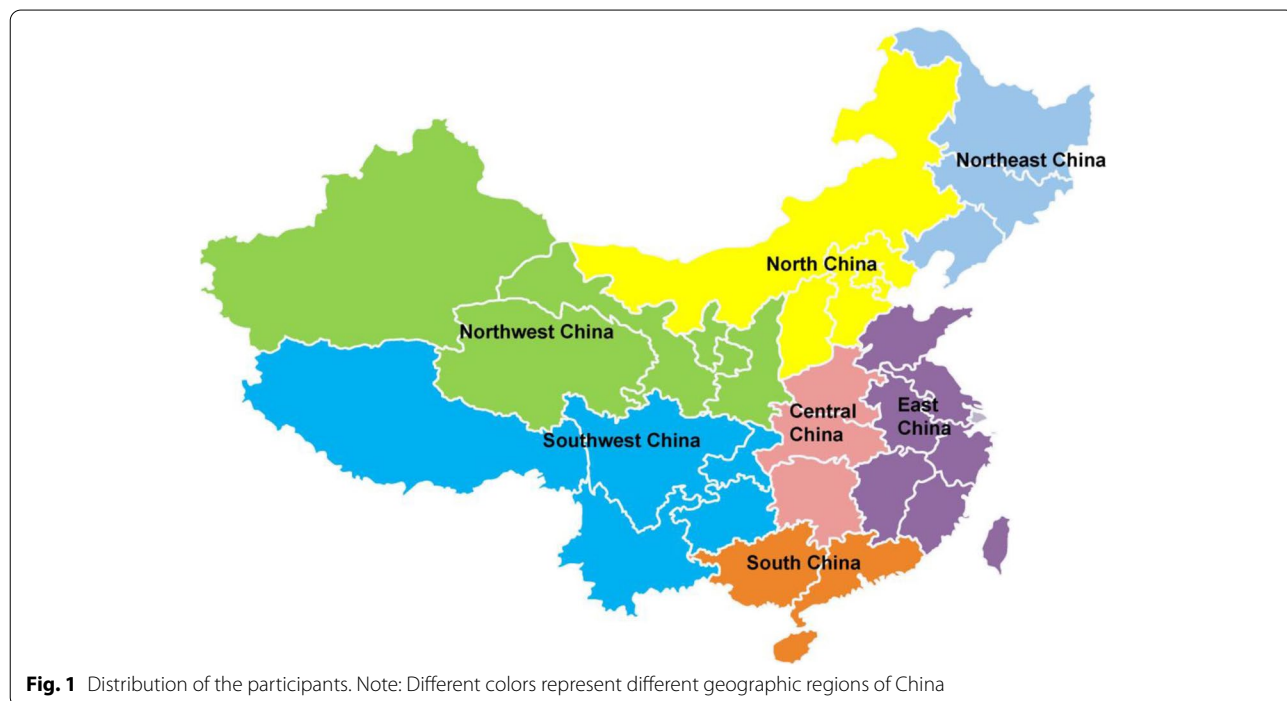 Northeast China
North China
Northwest China
Central
China
East
China
Southwest China
South China
Fig. 1 Distribution of the participants. Note: Different colors represent different geographic regions of China